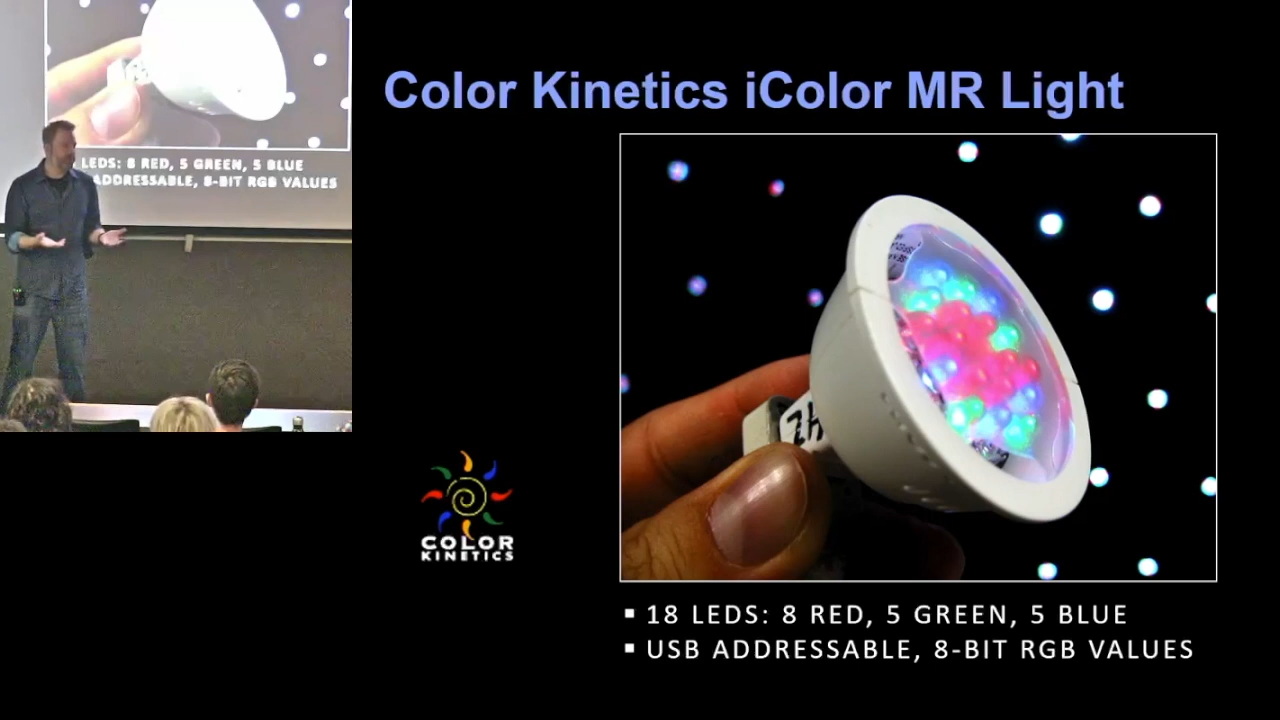 LEDS: 8 RED, 5 GREEN, 5 BLUE
ADDRESSABLE, 8-BIT RGB VALUES
Color Kinetics iColor MR Light
ZH
COLOR
KINETICS
▪ 18 LEDS: 8 RED, 5 GREEN, 5 BLUE
▪ USB ADDRESSABLE, 8-BIT RGB VALUES